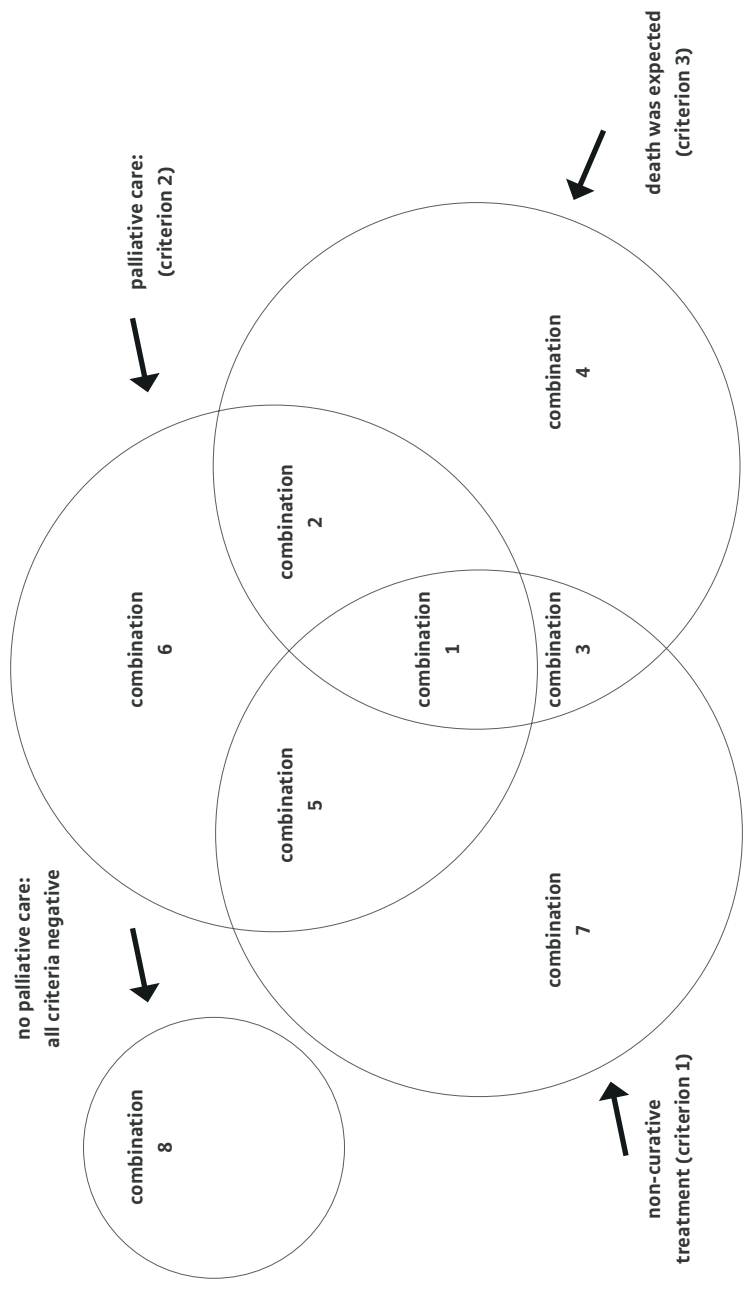 no palliative care:
all criteria negative
palliative care:
(criterion 2)
combination
8
combination
6
combination
5
combination
2
combination
1
combination
7
combination
3
combination
4
non-curative
treatment (criterion 1)
death was expected
(criterion 3)